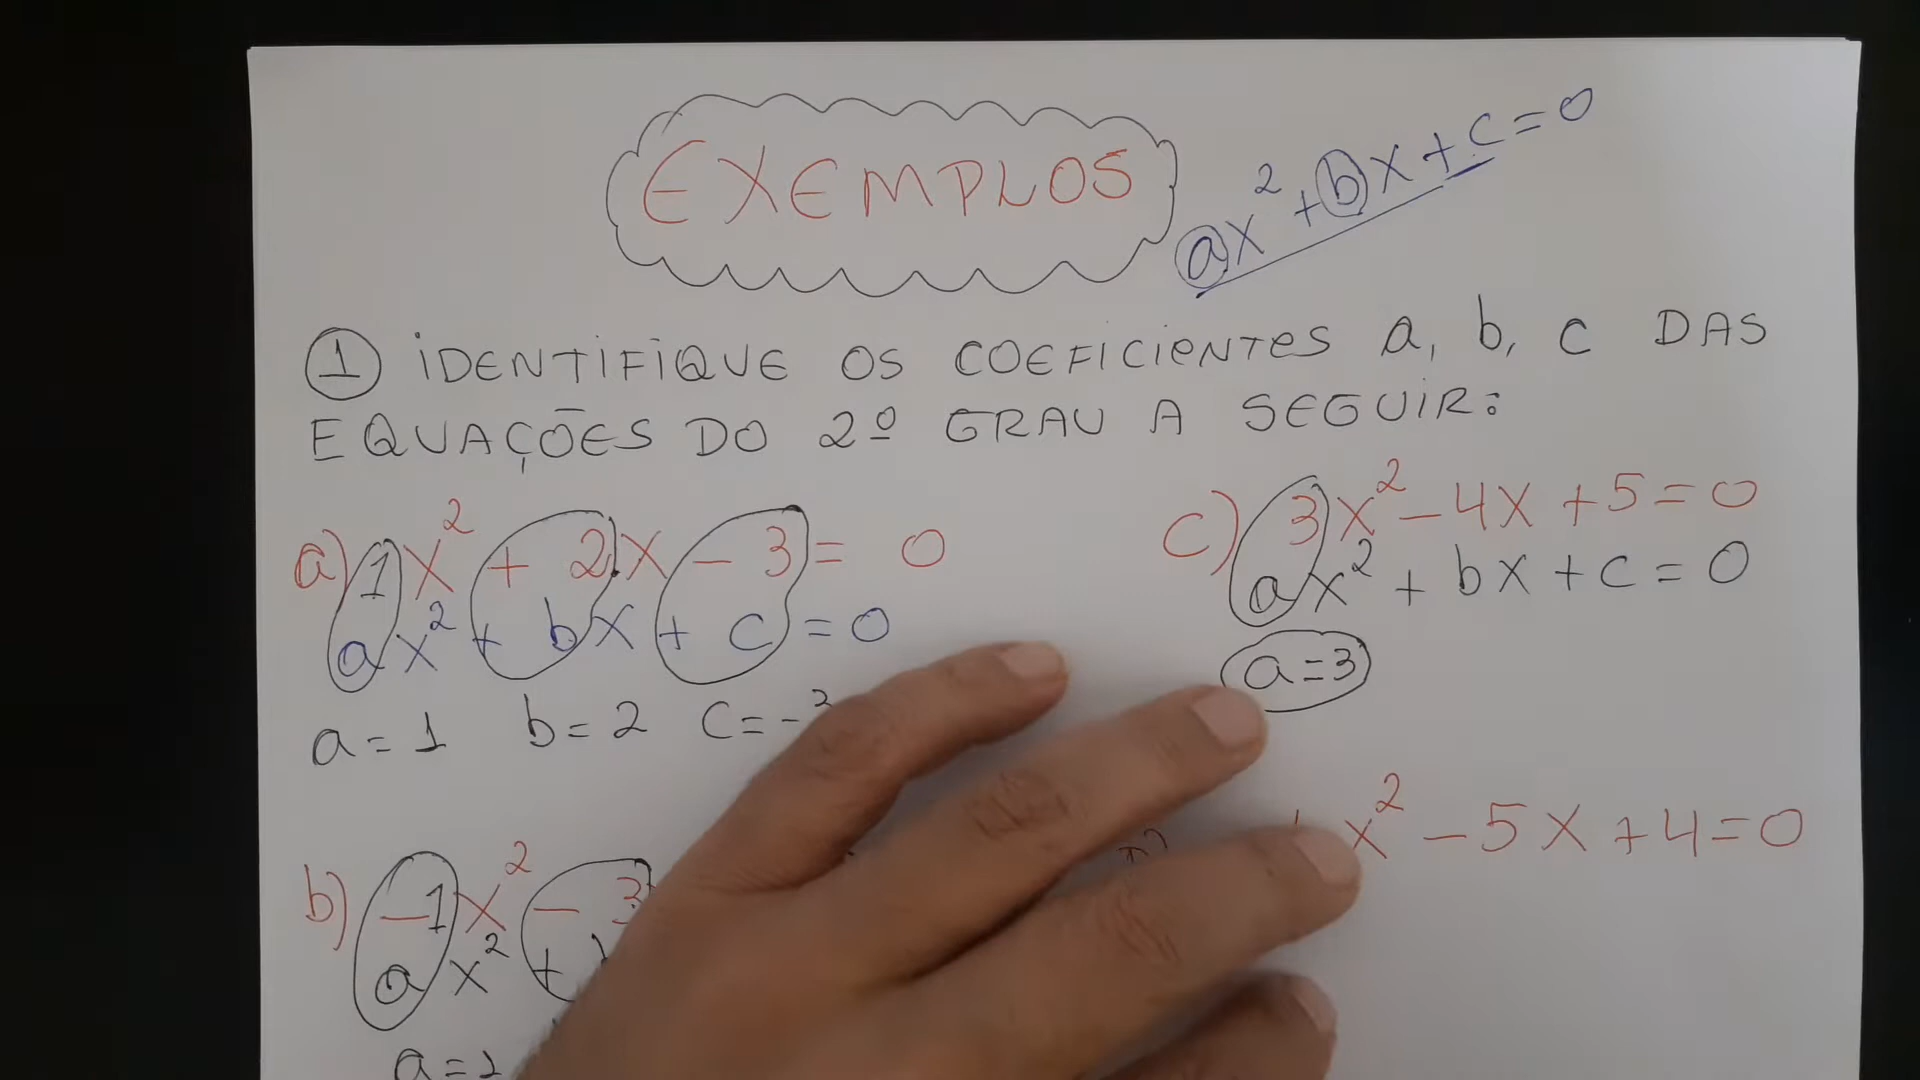 EXEMPLOS
ax² + bx + c = 0
1 IDENTIFIQUE OS COEFICIENTES a, b, c DAS
EQUAÇÕES DO 2º GRAU A SEGUIR:
a) 1x² + 2x - 3 = 0
ax² + bx + c = 0
a = 1 b = 2 c = -3
b) -1x² - 3
ax² +
a =
c) 3x² - 4x + 5 = 0
ax² + bx + c = 0
a = 3
x² - 5x + 4 = 0